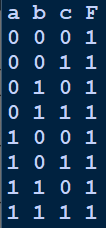 a b c F
0 0 0 1
0 0 1 1
0 1 0 1
0 1 1 1
1 0 0 1
1 0 1 1
1 1 0 1
1 1 1 1